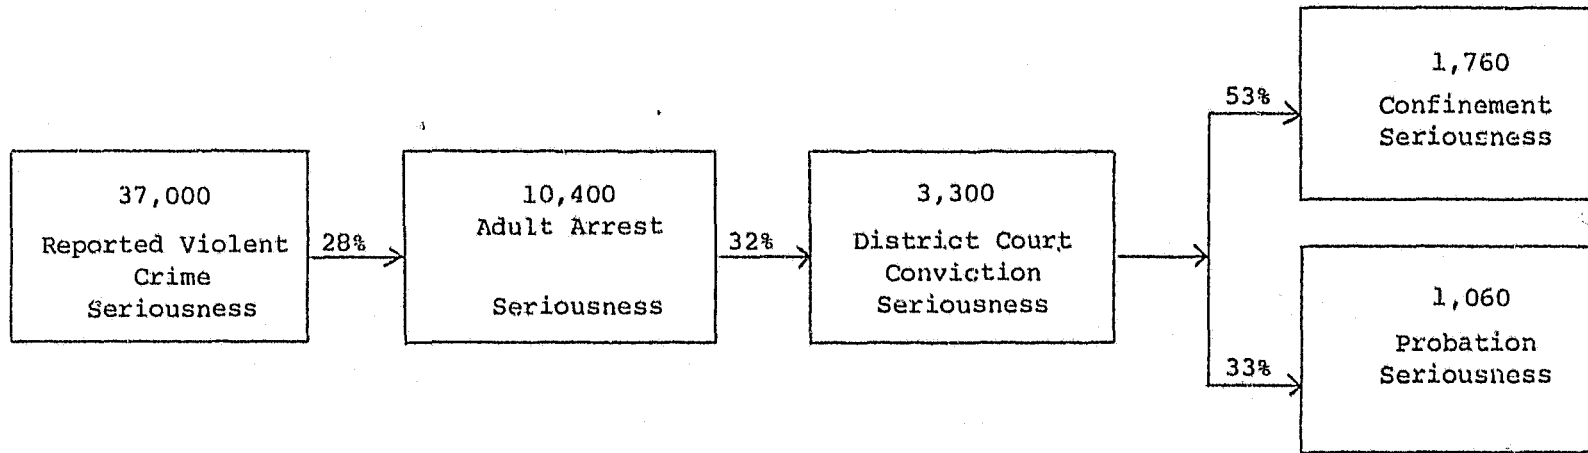 37,000
Reported Violent
Crime
Seriousness
28%
10,400
Adult Arrest
Seriousness
32%
3,300
District Court
Conviction
Seriousness
53%
1,760
Confinement
Seriousness
33%
1,060
Probation
Seriousness